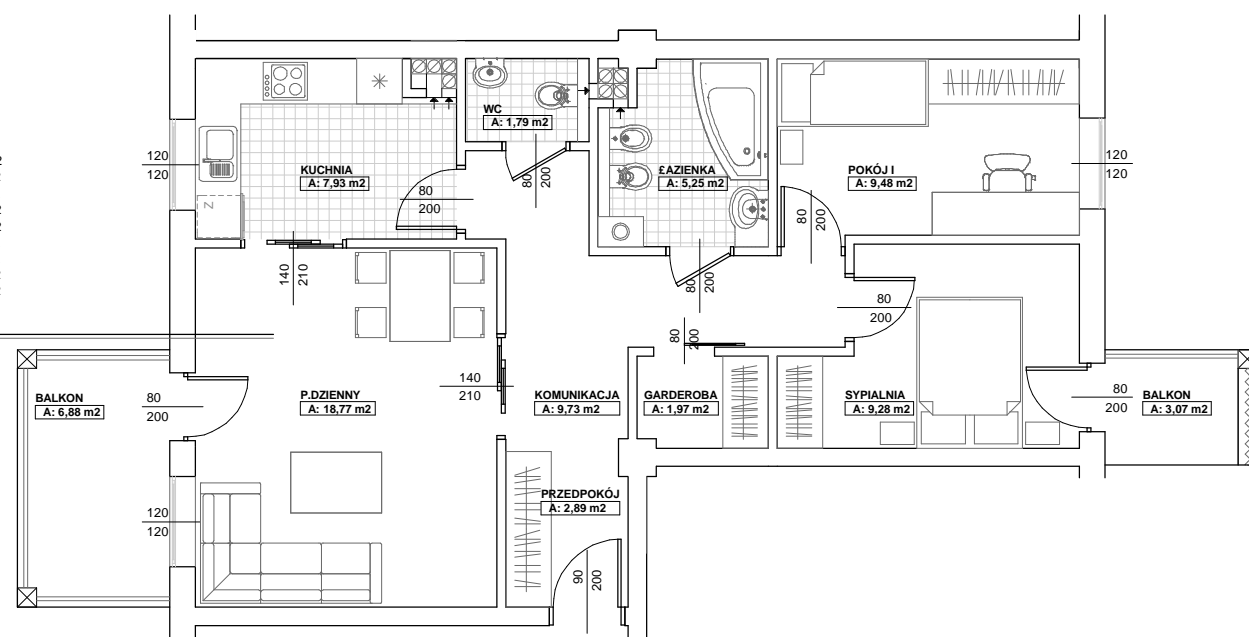 WC
A: 1,79 m2
KUCHNIA
A: 7,93 m2
£AZIENKA
A: 5,25 m2
POKÓJ I
A: 9,48 m2
120
120
120
120
80
200
80
200
80
200
80
200
140
210
Z
80
200
80
200
140
210
BALKON
A: 6,88 m2
80
200
P.DZIENNY
A: 18,77 m2
KOMUNIKACJA
A: 9,73 m2
GARDEROBA
A: 1,97 m2
SYPIALNIA
A: 9,28 m2
80
200
BALKON
A: 3,07 m2
PRZEDPOKÓJ
A: 2,89 m2
120
120
90
200